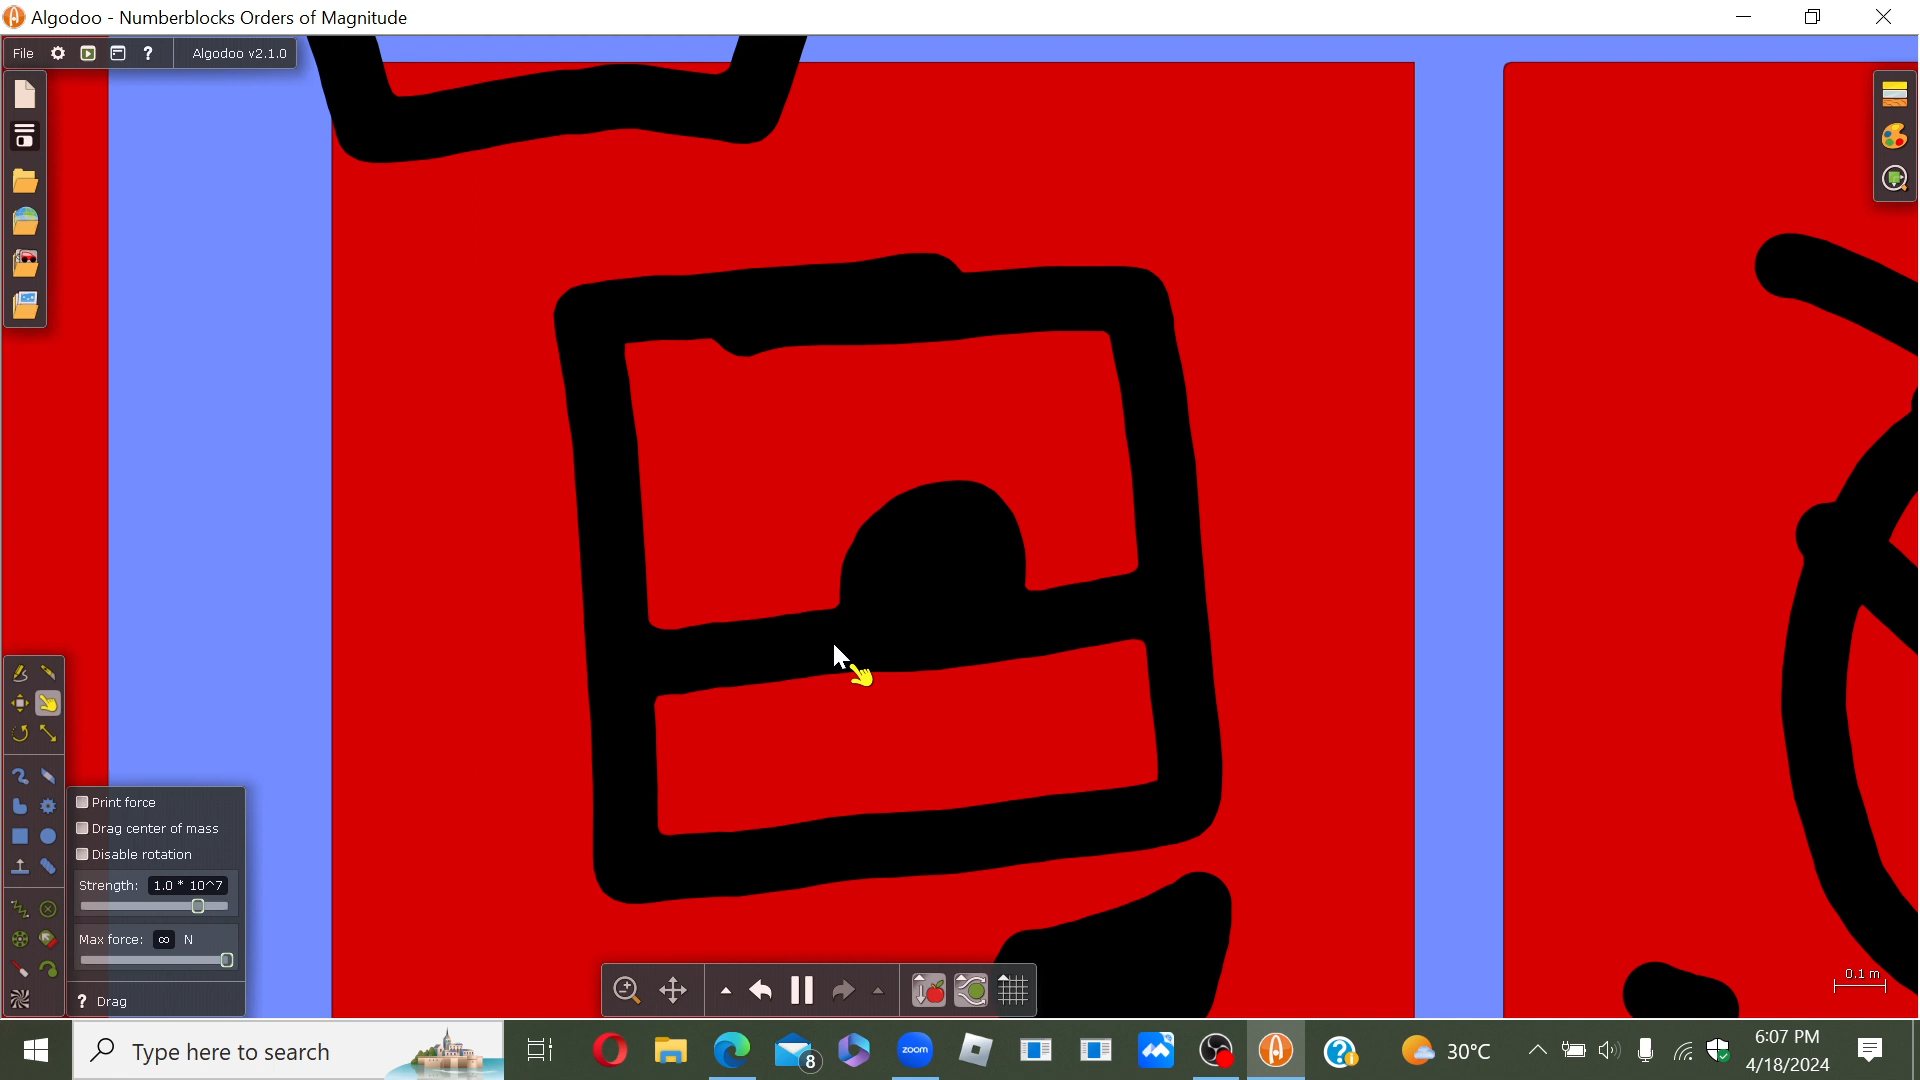 Algodoo - Numberblocks Orders of Magnitude
File ? Algodoo v2.1.0
Print force
Drag center of mass
Disable rotation
Strength: 1.0 * 10^7
Max force: ∞ N
? Drag
0.1 m
Type here to search
8
zoom
30°C
6:07 PM
4/18/2024